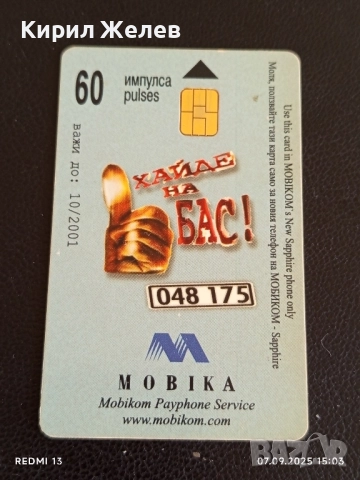 Кирил Желев
60 импулса
pulses
важи до: 10/2001
Use this card in MOBIKOM's New Sapphire phone only
Моля, ползвайте тази карта само за новия телефон на МОБИКОМ - Sapphire
ХАЙДЕ
НА
БАС!
048 175
MOBIKA
Mobikom Payphone Service
www.mobikom.com
REDMI 13
07.09.2025 15:03
BAZAR